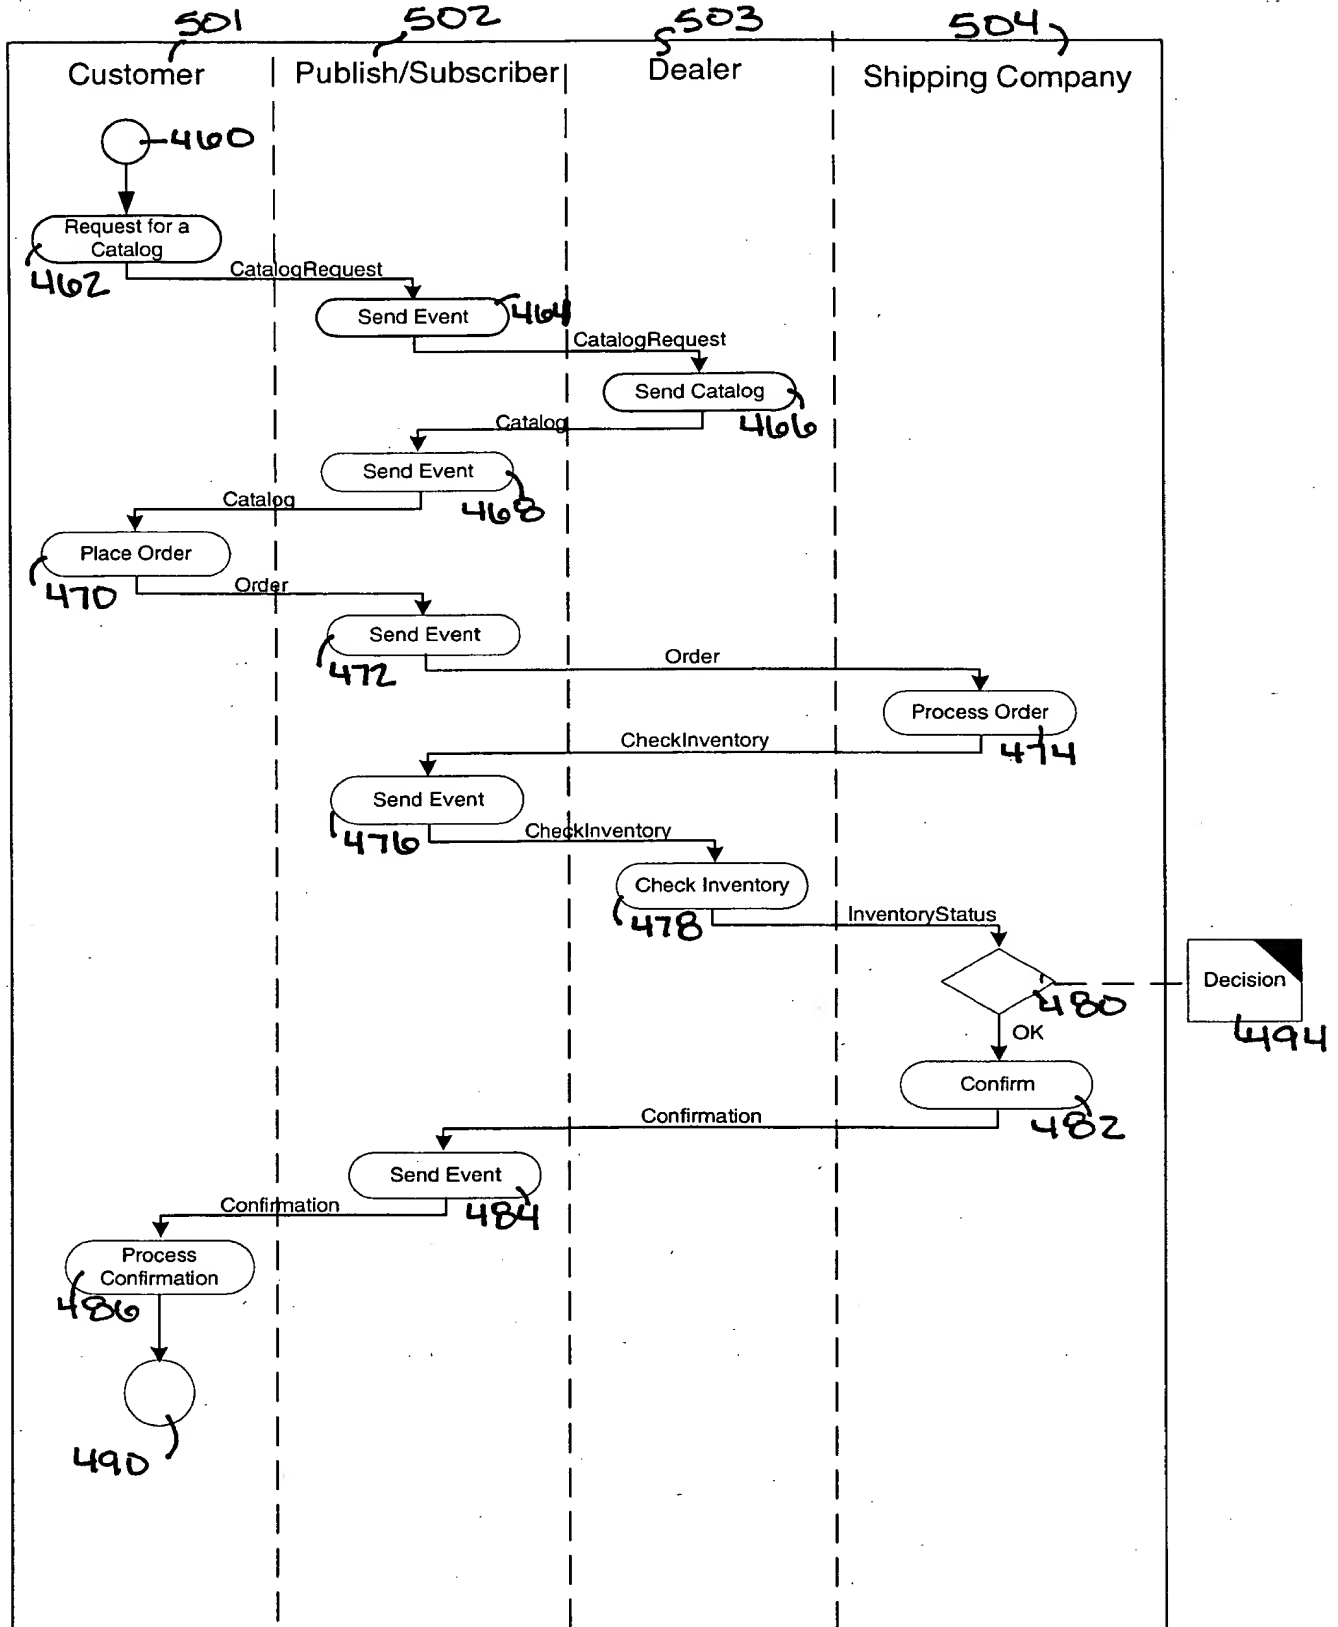 501 502 503 504
Customer Publish/Subscriber Dealer Shipping Company
460
Request for a
Catalog
462
CatalogRequest
Send Event
464
CatalogRequest
Send Catalog
466
Catalog
Send Event
468
Catalog
Place Order
470
Order
Send Event
472
Order
Process Order
474
CheckInventory
Send Event
476
CheckInventory
Check Inventory
478
InventoryStatus
Decision
480
494
OK
Confirm
482
Confirmation
Send Event
484
Confirmation
Process
Confirmation
486
490